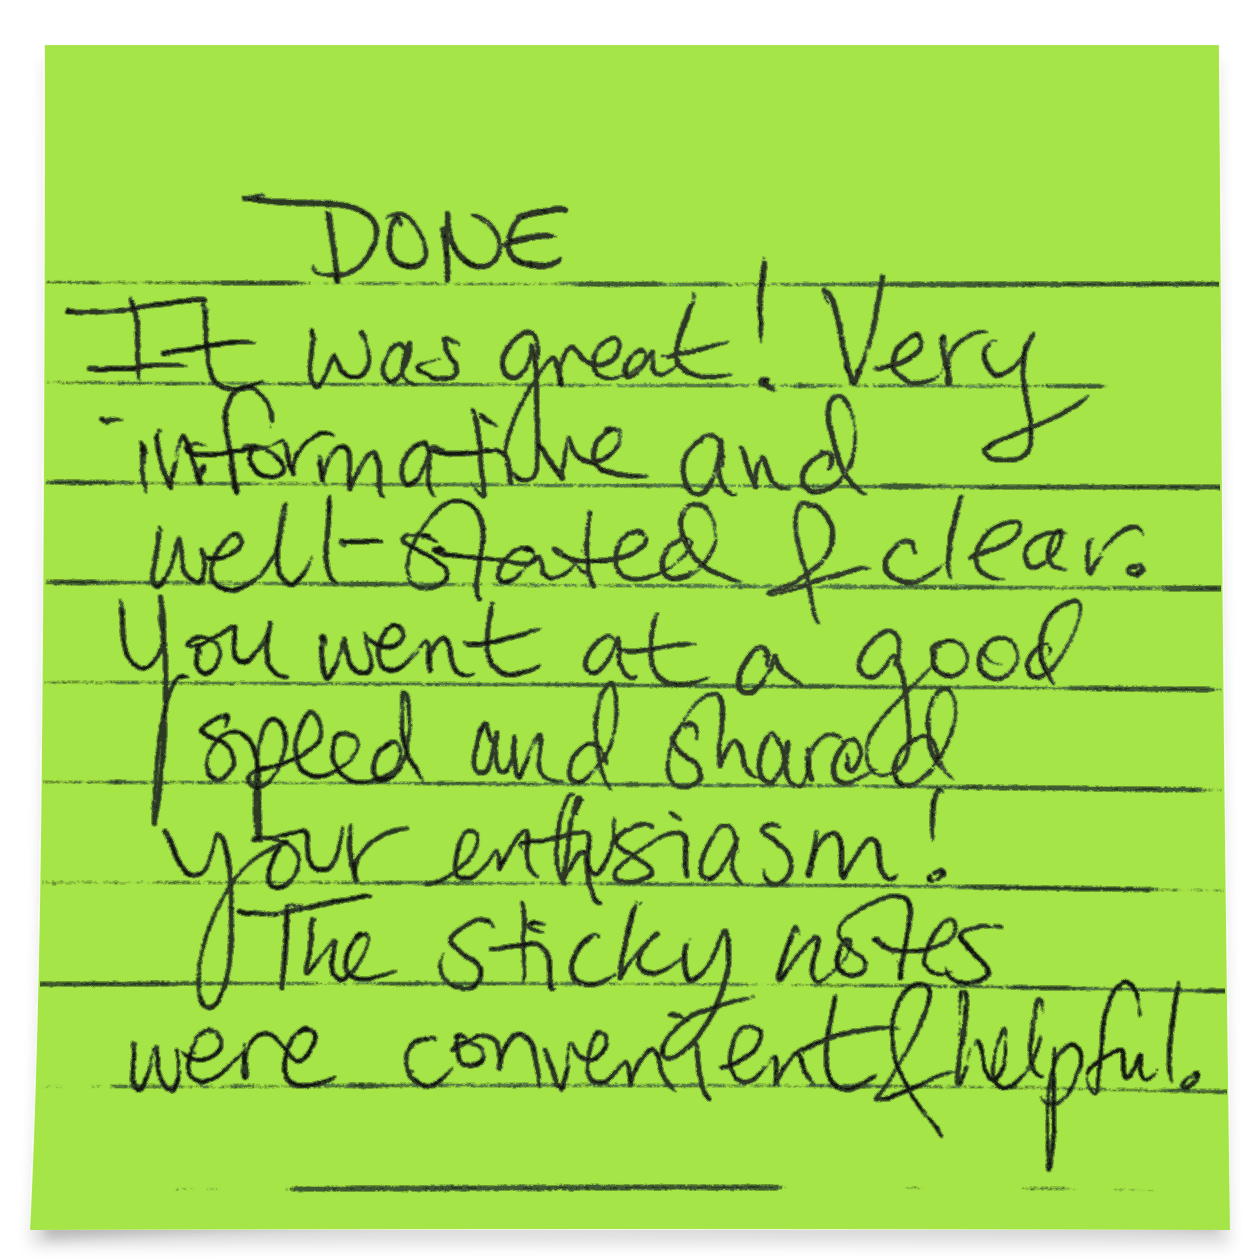 DONE
It was great! Very
informative and
well-stated & clear.
You went at a good
speed and shared
your enthusiasm!
The sticky notes
were convenient & helpful.